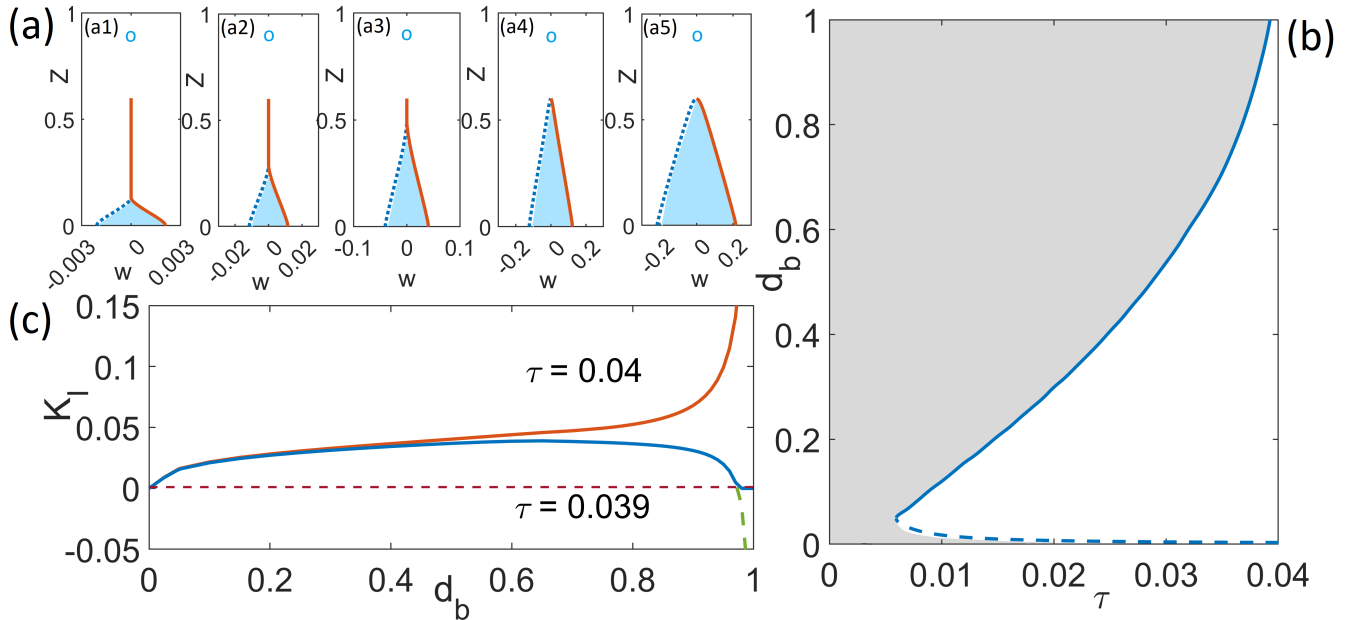 (a)
(a1) (a2) (a3) (a4) (a5)
1 1 1 1 1
Z Z Z Z Z
0.5 0.5 0.5 0.5 0.5
0 0 0 0 0
-0.003 0 0.003
-0.02 0 0.02
-0.1 0 0.1
-0.2 0 0.2
-0.2 0 0.2
w w w w w
(b)
1
0.8
0.6
d_b
0.4
0.2
0
0 0.01 0.02 0.03 0.04
τ
(c)
0.15
0.1
K_I
0.05
0
-0.05
τ = 0.04
τ = 0.039
0 0.2 0.4 0.6 0.8 1
d_b